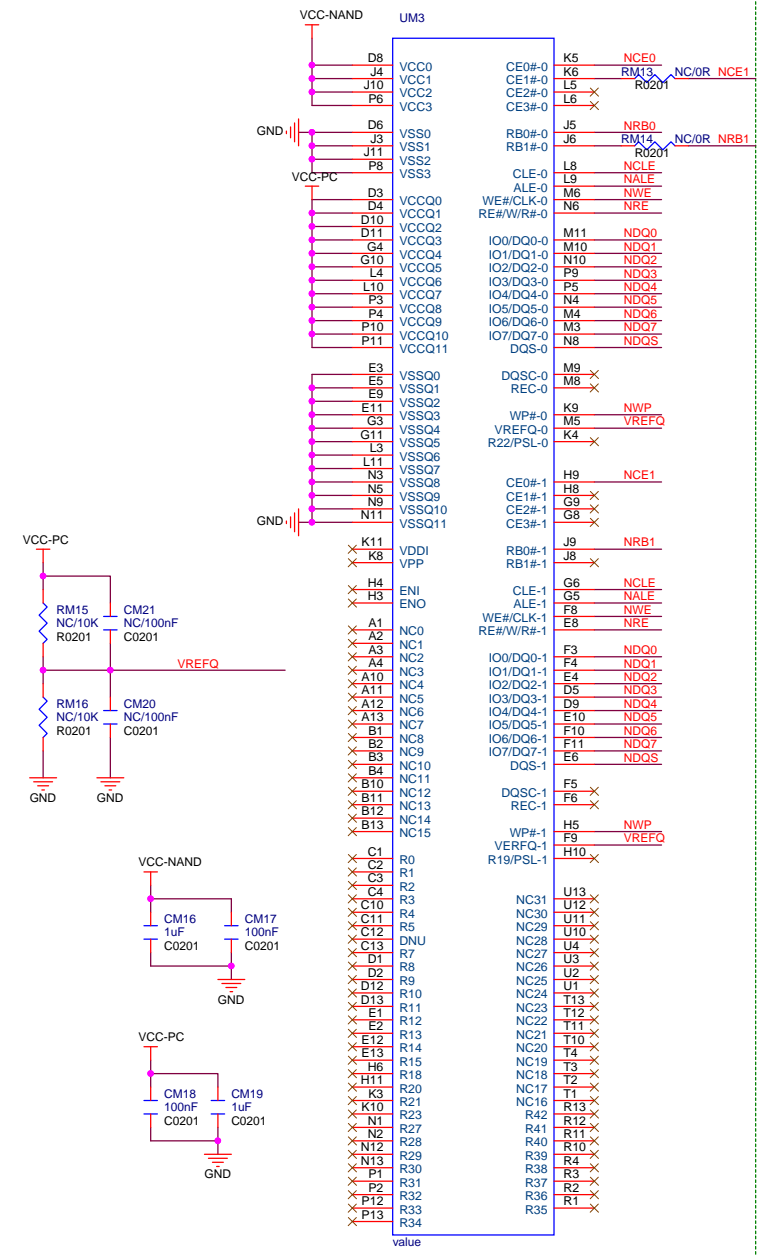 VCC-NAND
UM3
D8 VCC0
J4 VCC1
J10 VCC2
P6 VCC3
GND
D6 VSS0
J3 VSS1
J11 VSS2
P8 VSS3
VCC-PC
D3 VCCQ0
D4 VCCQ1
D10 VCCQ2
D11 VCCQ3
G4 VCCQ4
G10 VCCQ5
L4 VCCQ6
L10 VCCQ7
P3 VCCQ8
P4 VCCQ9
P10 VCCQ10
P11 VCCQ11
E3 VSSQ0
E5 VSSQ1
E9 VSSQ2
E11 VSSQ3
G3 VSSQ4
G11 VSSQ5
L3 VSSQ6
L11 VSSQ7
N3 VSSQ8
N5 VSSQ9
N9 VSSQ10
N11 VSSQ11
GND
K11 VDDI
K8 VPP
H4 ENI
H3 ENO
A1 NC0
A2 NC1
A3 NC2
A4 NC3
A10 NC4
A11 NC5
A12 NC6
A13 NC7
B1 NC8
B2 NC9
B3 NC10
B4 NC11
B10 NC12
B11 NC13
B12 NC14
B13 NC15
C1 R0
C2 R1
C3 R2
C4 R3
C10 R4
C11 R5
C12 DNU
C13 R7
D1 R8
D2 R9
D12 R10
D13 R11
E1 R12
E2 R13
E12 R14
E13 R15
H6 R18
H11 R20
K3 R21
K10 R23
N1 R27
N2 R28
N12 R29
N13 R30
P1 R31
P2 R32
P12 R33
P13 R34
value
CE0#-0 K5 NCE0
CE1#-0 K6 RM13 NC/0R NCE1
R0201
CE2#-0 L5
CE3#-0 L6
RB0#-0 J5 NRB0
RB1#-0 J6 RM14 NC/0R NRB1
R0201
CLE-0 L8 NCLE
ALE-0 L9 NALE
WE#/CLK-0 M6 NWE
RE#/W/R#-0 N6 NRE
IO0/DQ0-0 M11 NDQ0
IO1/DQ1-0 M10 NDQ1
IO2/DQ2-0 N10 NDQ2
IO3/DQ3-0 P9 NDQ3
IO4/DQ4-0 P5 NDQ4
IO5/DQ5-0 N4 NDQ5
IO6/DQ6-0 M4 NDQ6
IO7/DQ7-0 M3 NDQ7
DQS-0 N8 NDQS
DQSC-0 M9
REC-0 M8
WP#-0 K9 NWP
VREFQ-0 M5 VREFQ
R22/PSL-0 K4
CE0#-1 H9 NCE1
CE1#-1 H8
CE2#-1 G9
CE3#-1 G8
RB0#-1 J9 NRB1
RB1#-1 J8
CLE-1 G6 NCLE
ALE-1 G5 NALE
WE#/CLK-1 F8 NWE
RE#/W/R#-1 E8 NRE
IO0/DQ0-1 F3 NDQ0
IO1/DQ1-1 F4 NDQ1
IO2/DQ2-1 E4 NDQ2
IO3/DQ3-1 D5 NDQ3
IO4/DQ4-1 D9 NDQ4
IO5/DQ5-1 E10 NDQ5
IO6/DQ6-1 F10 NDQ6
IO7/DQ7-1 F11 NDQ7
DQS-1 E6 NDQS
DQSC-1 F5
REC-1 F6
WP#-1 H5 NWP
VERFQ-1 F9 VREFQ
R19/PSL-1 H10
NC31 U13
NC30 U12
NC29 U11
NC28 U10
NC27 U4
NC26 U3
NC25 U2
NC24 U1
NC23 T13
NC22 T12
NC21 T11
NC20 T10
NC19 T4
NC18 T3
NC17 T2
NC16 T1
R42 R13
R41 R12
R40 R11
R39 R10
R38 R4
R37 R3
R36 R2
R35 R1
VCC-PC
RM15
NC/10K
R0201
CM21
NC/100nF
C0201
VREFQ
RM16
NC/10K
R0201
CM20
NC/100nF
C0201
GND
GND
VCC-NAND
CM16
1uF
C0201
CM17
100nF
C0201
GND
VCC-PC
CM18
100nF
C0201
CM19
1uF
C0201
GND